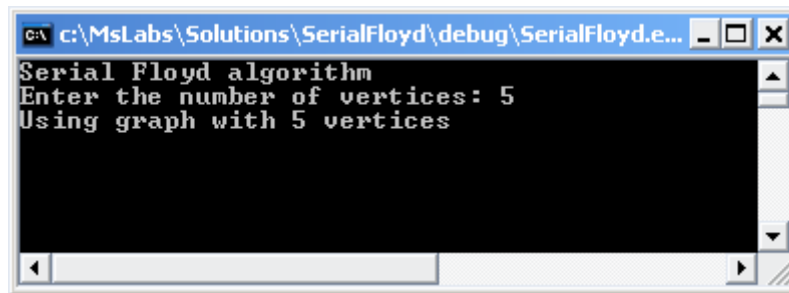 c:\MsLabs\Solutions\SerialFloyd\debug\SerialFloyd.e...
Serial Floyd algorithm
Enter the number of vertices: 5
Using graph with 5 vertices